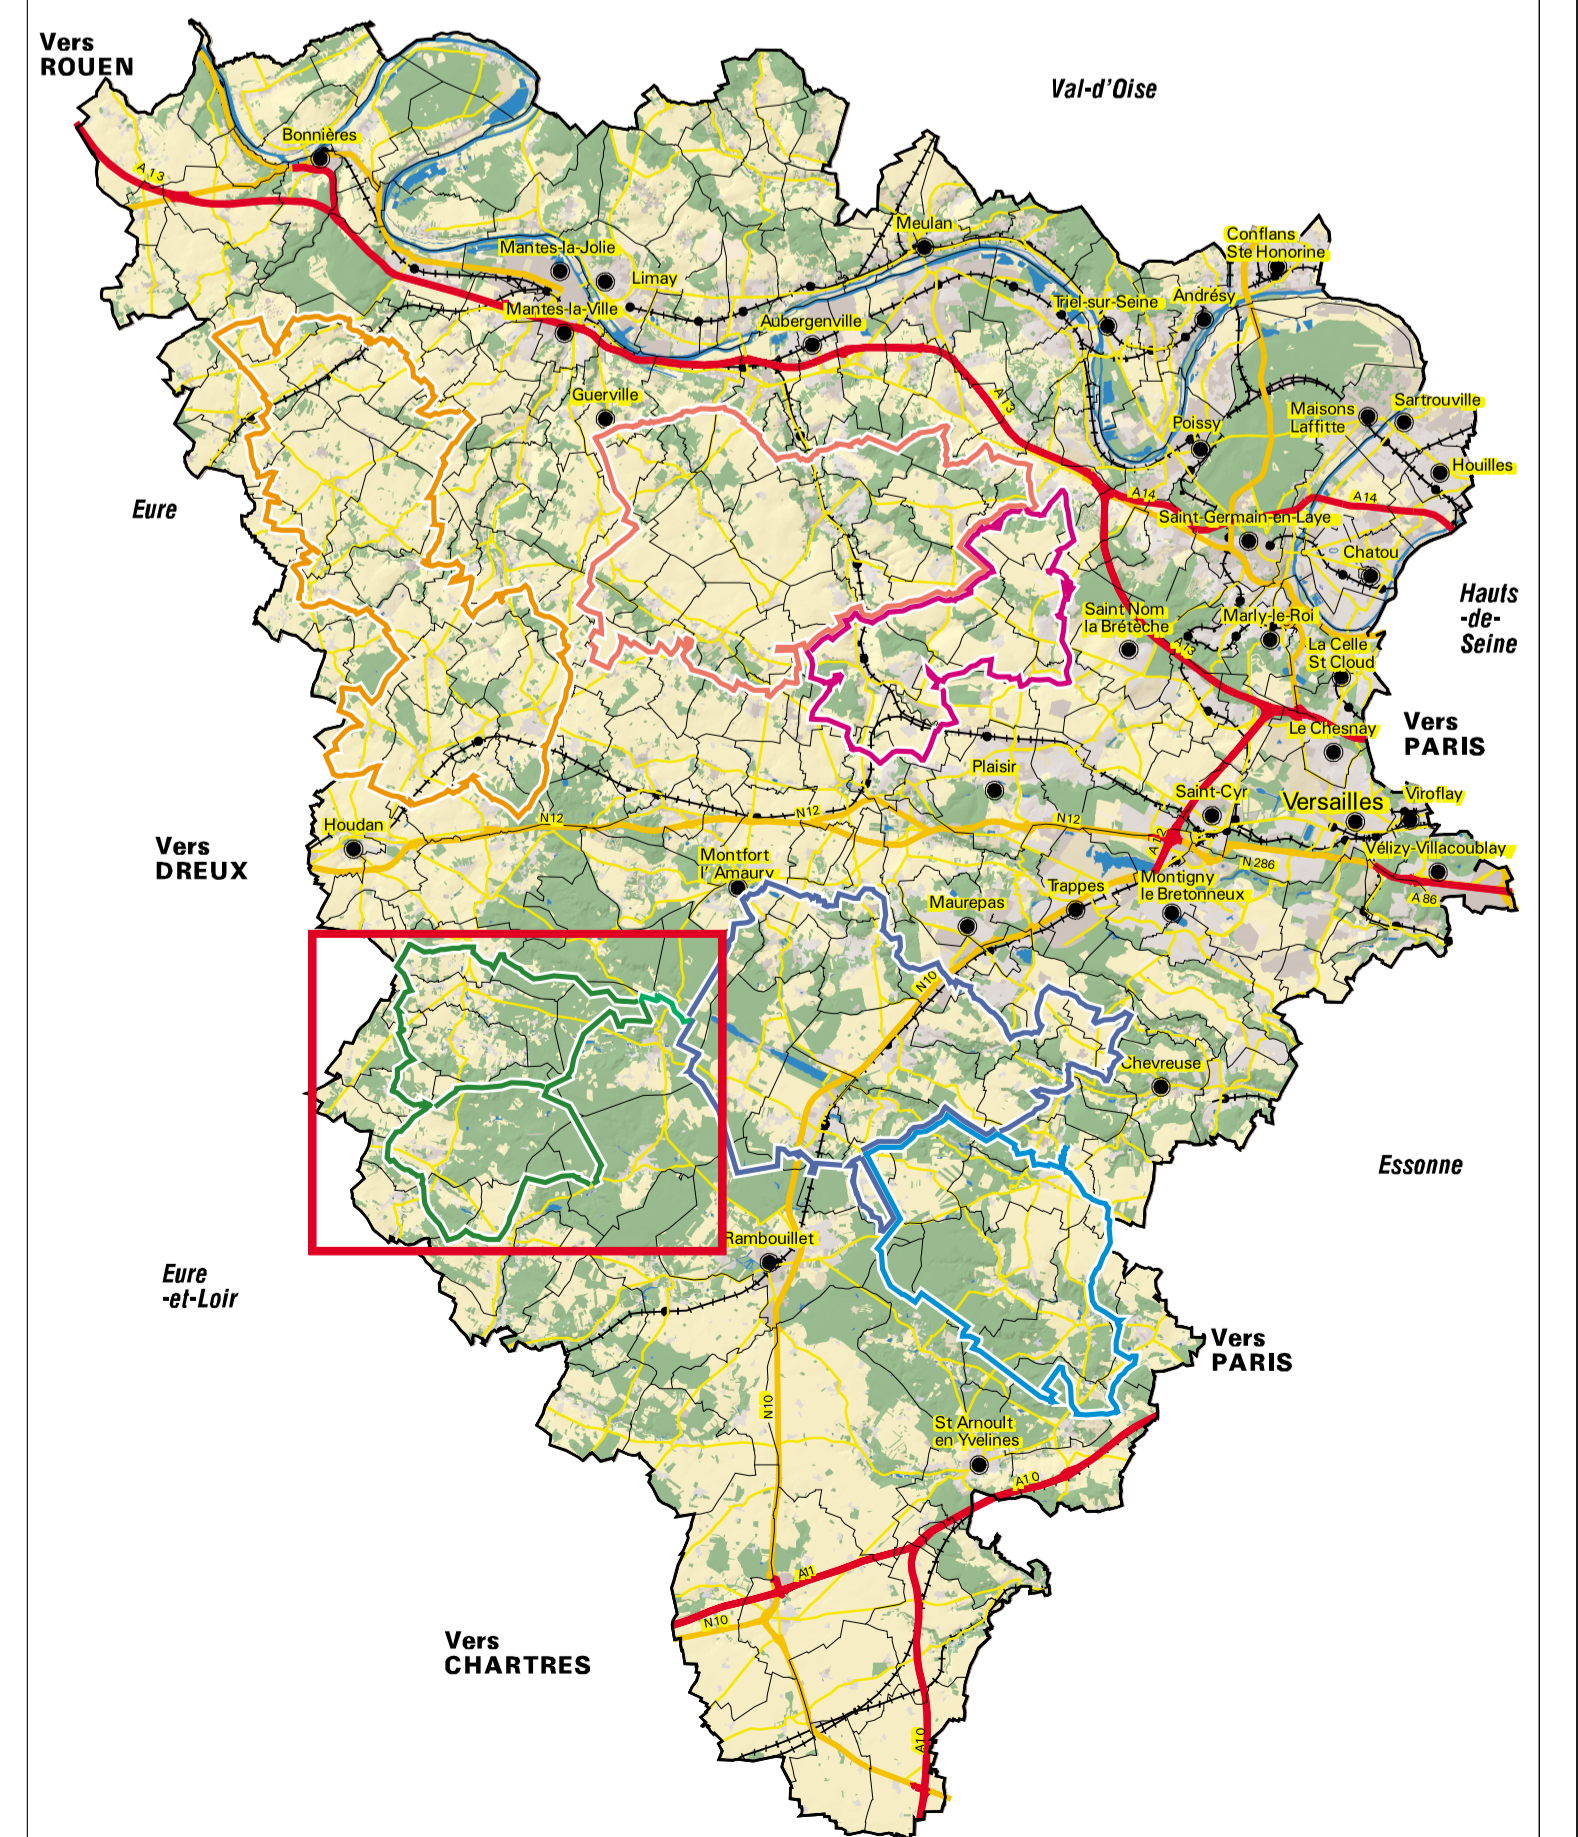 Vers
ROUEN
Val-d'Oise
Bonnières
A 13
Meulan
Conflans
Ste Honorine
Mantes-la-Jolie
Limay
Triel-sur-Seine
Andrésy
Mantes-la-Ville
Aubergenville
Guerville
A 13
Maisons
Laffitte
Sartrouville
Poissy
Houilles
Eure
A 14
A 14
Saint-Germain-en-Laye
Chatou
Hauts
-de-
Seine
Saint Nom
la Bretèche
Marly-le-Roi
A 13
La Celle
St Cloud
Vers
PARIS
Le Chesnay
Plaisir
Saint-Cyr
Versailles
Viroflay
N12
N12
N12
Houdan
Vers
DREUX
A 12
N 286
Vélizy-Villacoublay
Montfort
l' Amaury
Trappes
Montigny
le Bretonneux
A 86
Maurepas
N10
Chevreuse
Essonne
Rambouillet
Eure
-et-Loir
Vers
PARIS
N10
St Arnoult
en Yvelines
A10
A11
N10
Vers
CHARTRES
A10